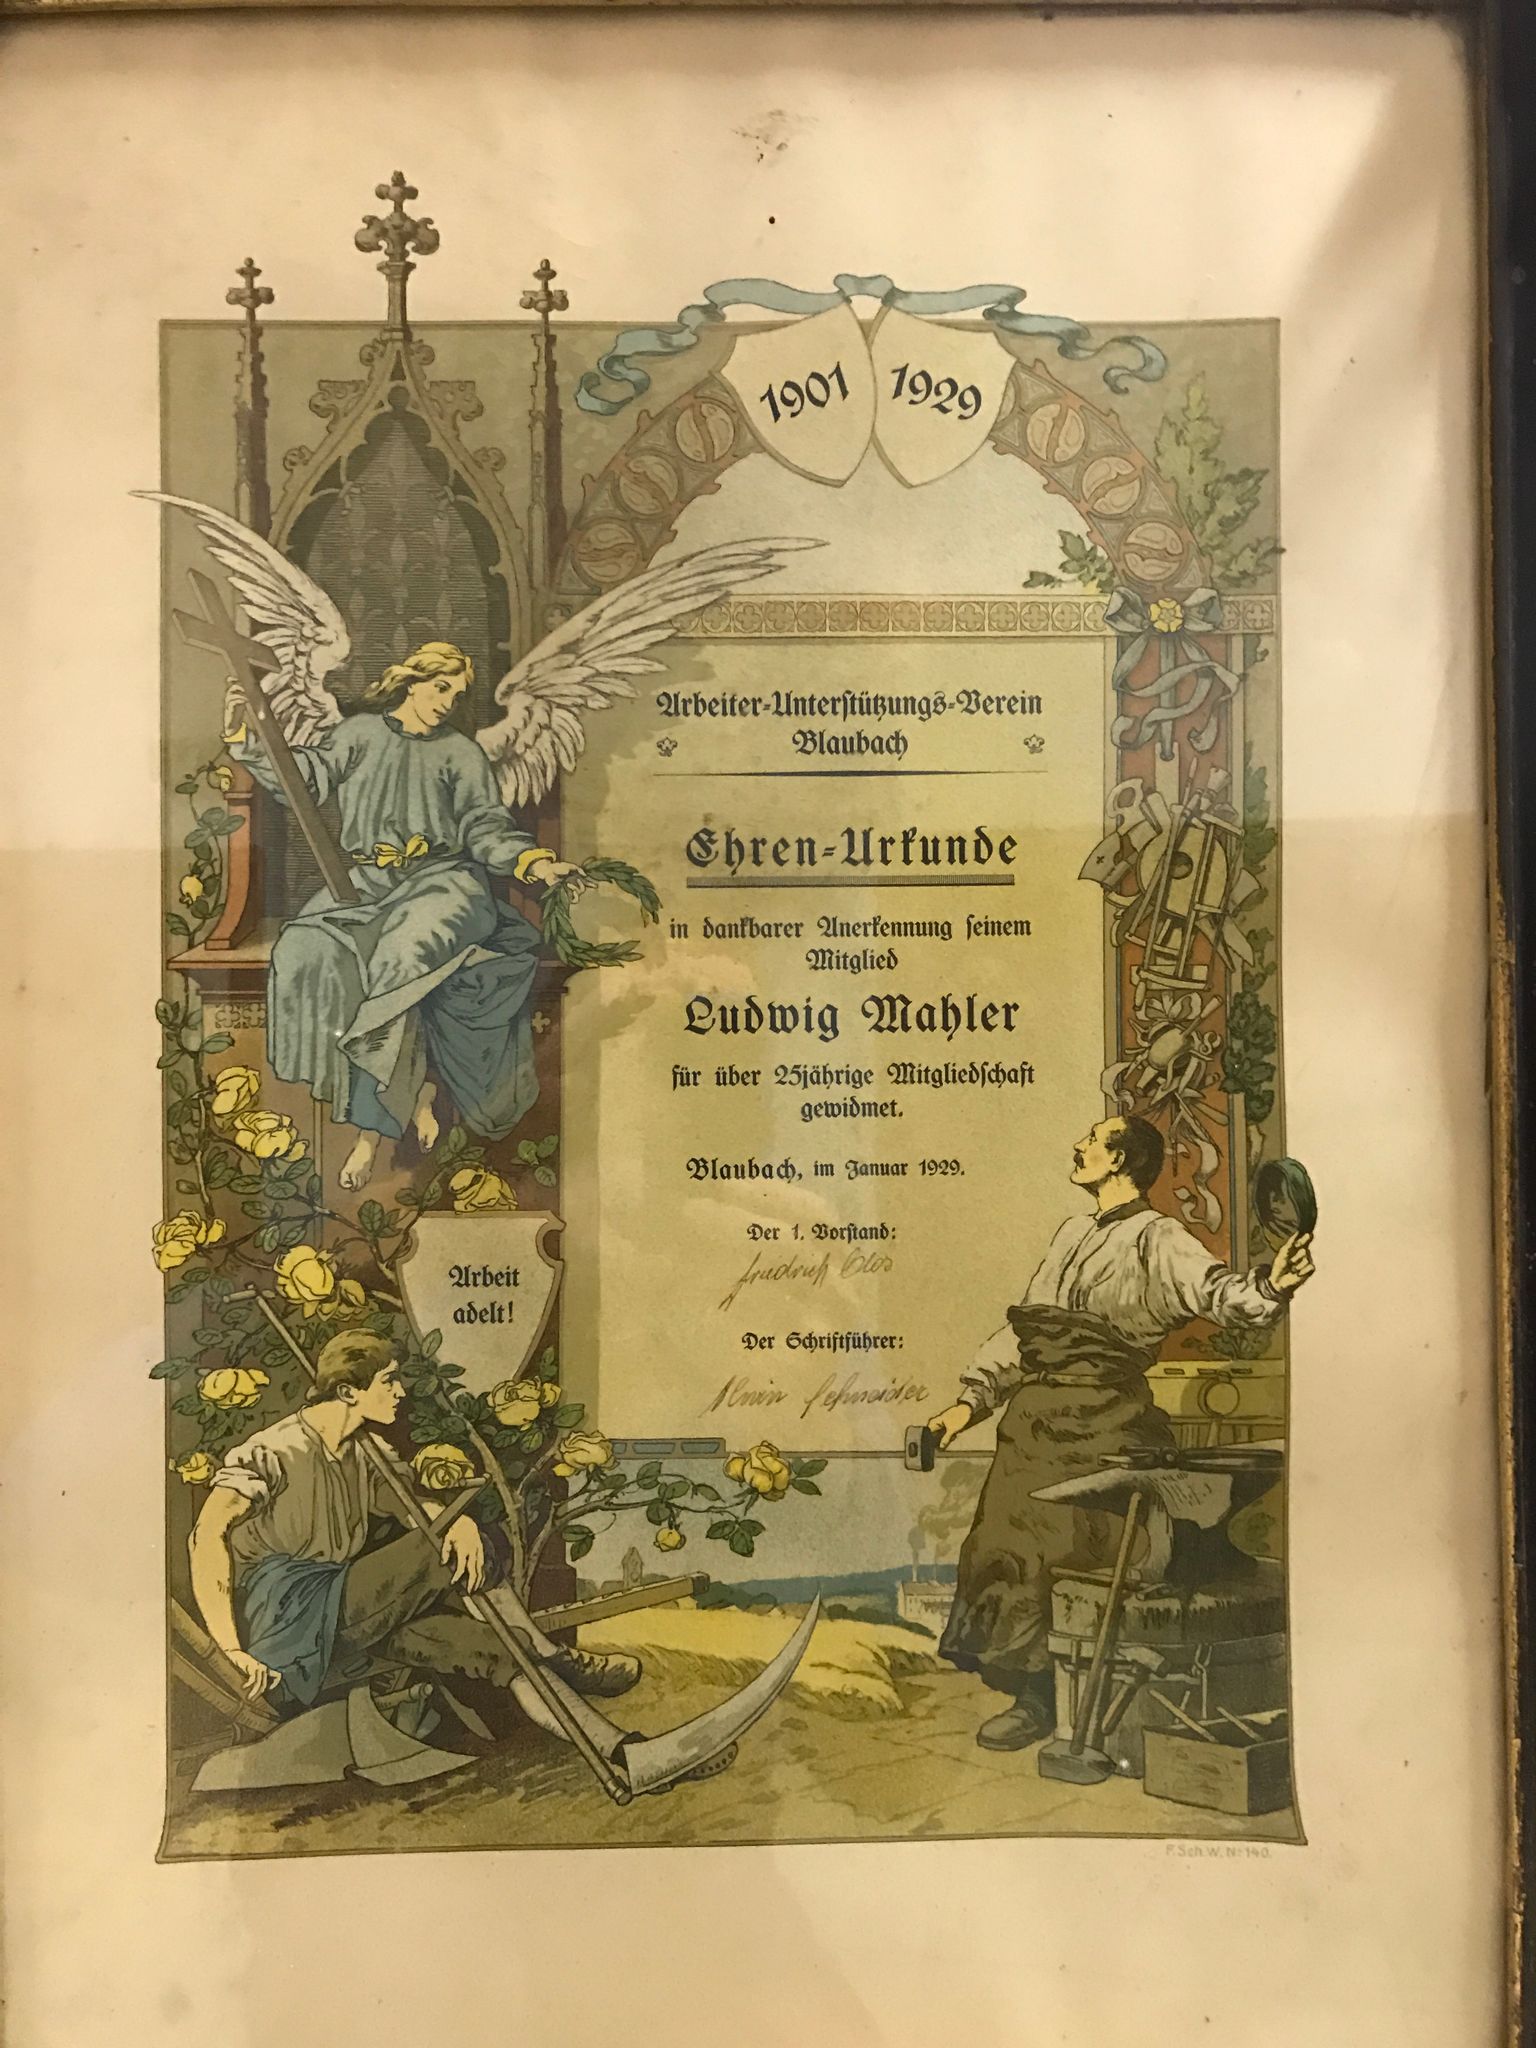 1901 1929
Arbeiter-Unterstützungs-Verein
Blaubach
Ehren-Urkunde
in dankbarer Anerkennung seinem
Mitglied
Ludwig Mahler
für über 25jährige Mitgliedschaft
gewidmet.
Blaubach, im Januar 1929.
Der 1. Vorstand:
Friedrich
Der Schriftführer:
Schneider
Arbeit
adelt!
F. Sch. W. Nr. 140.